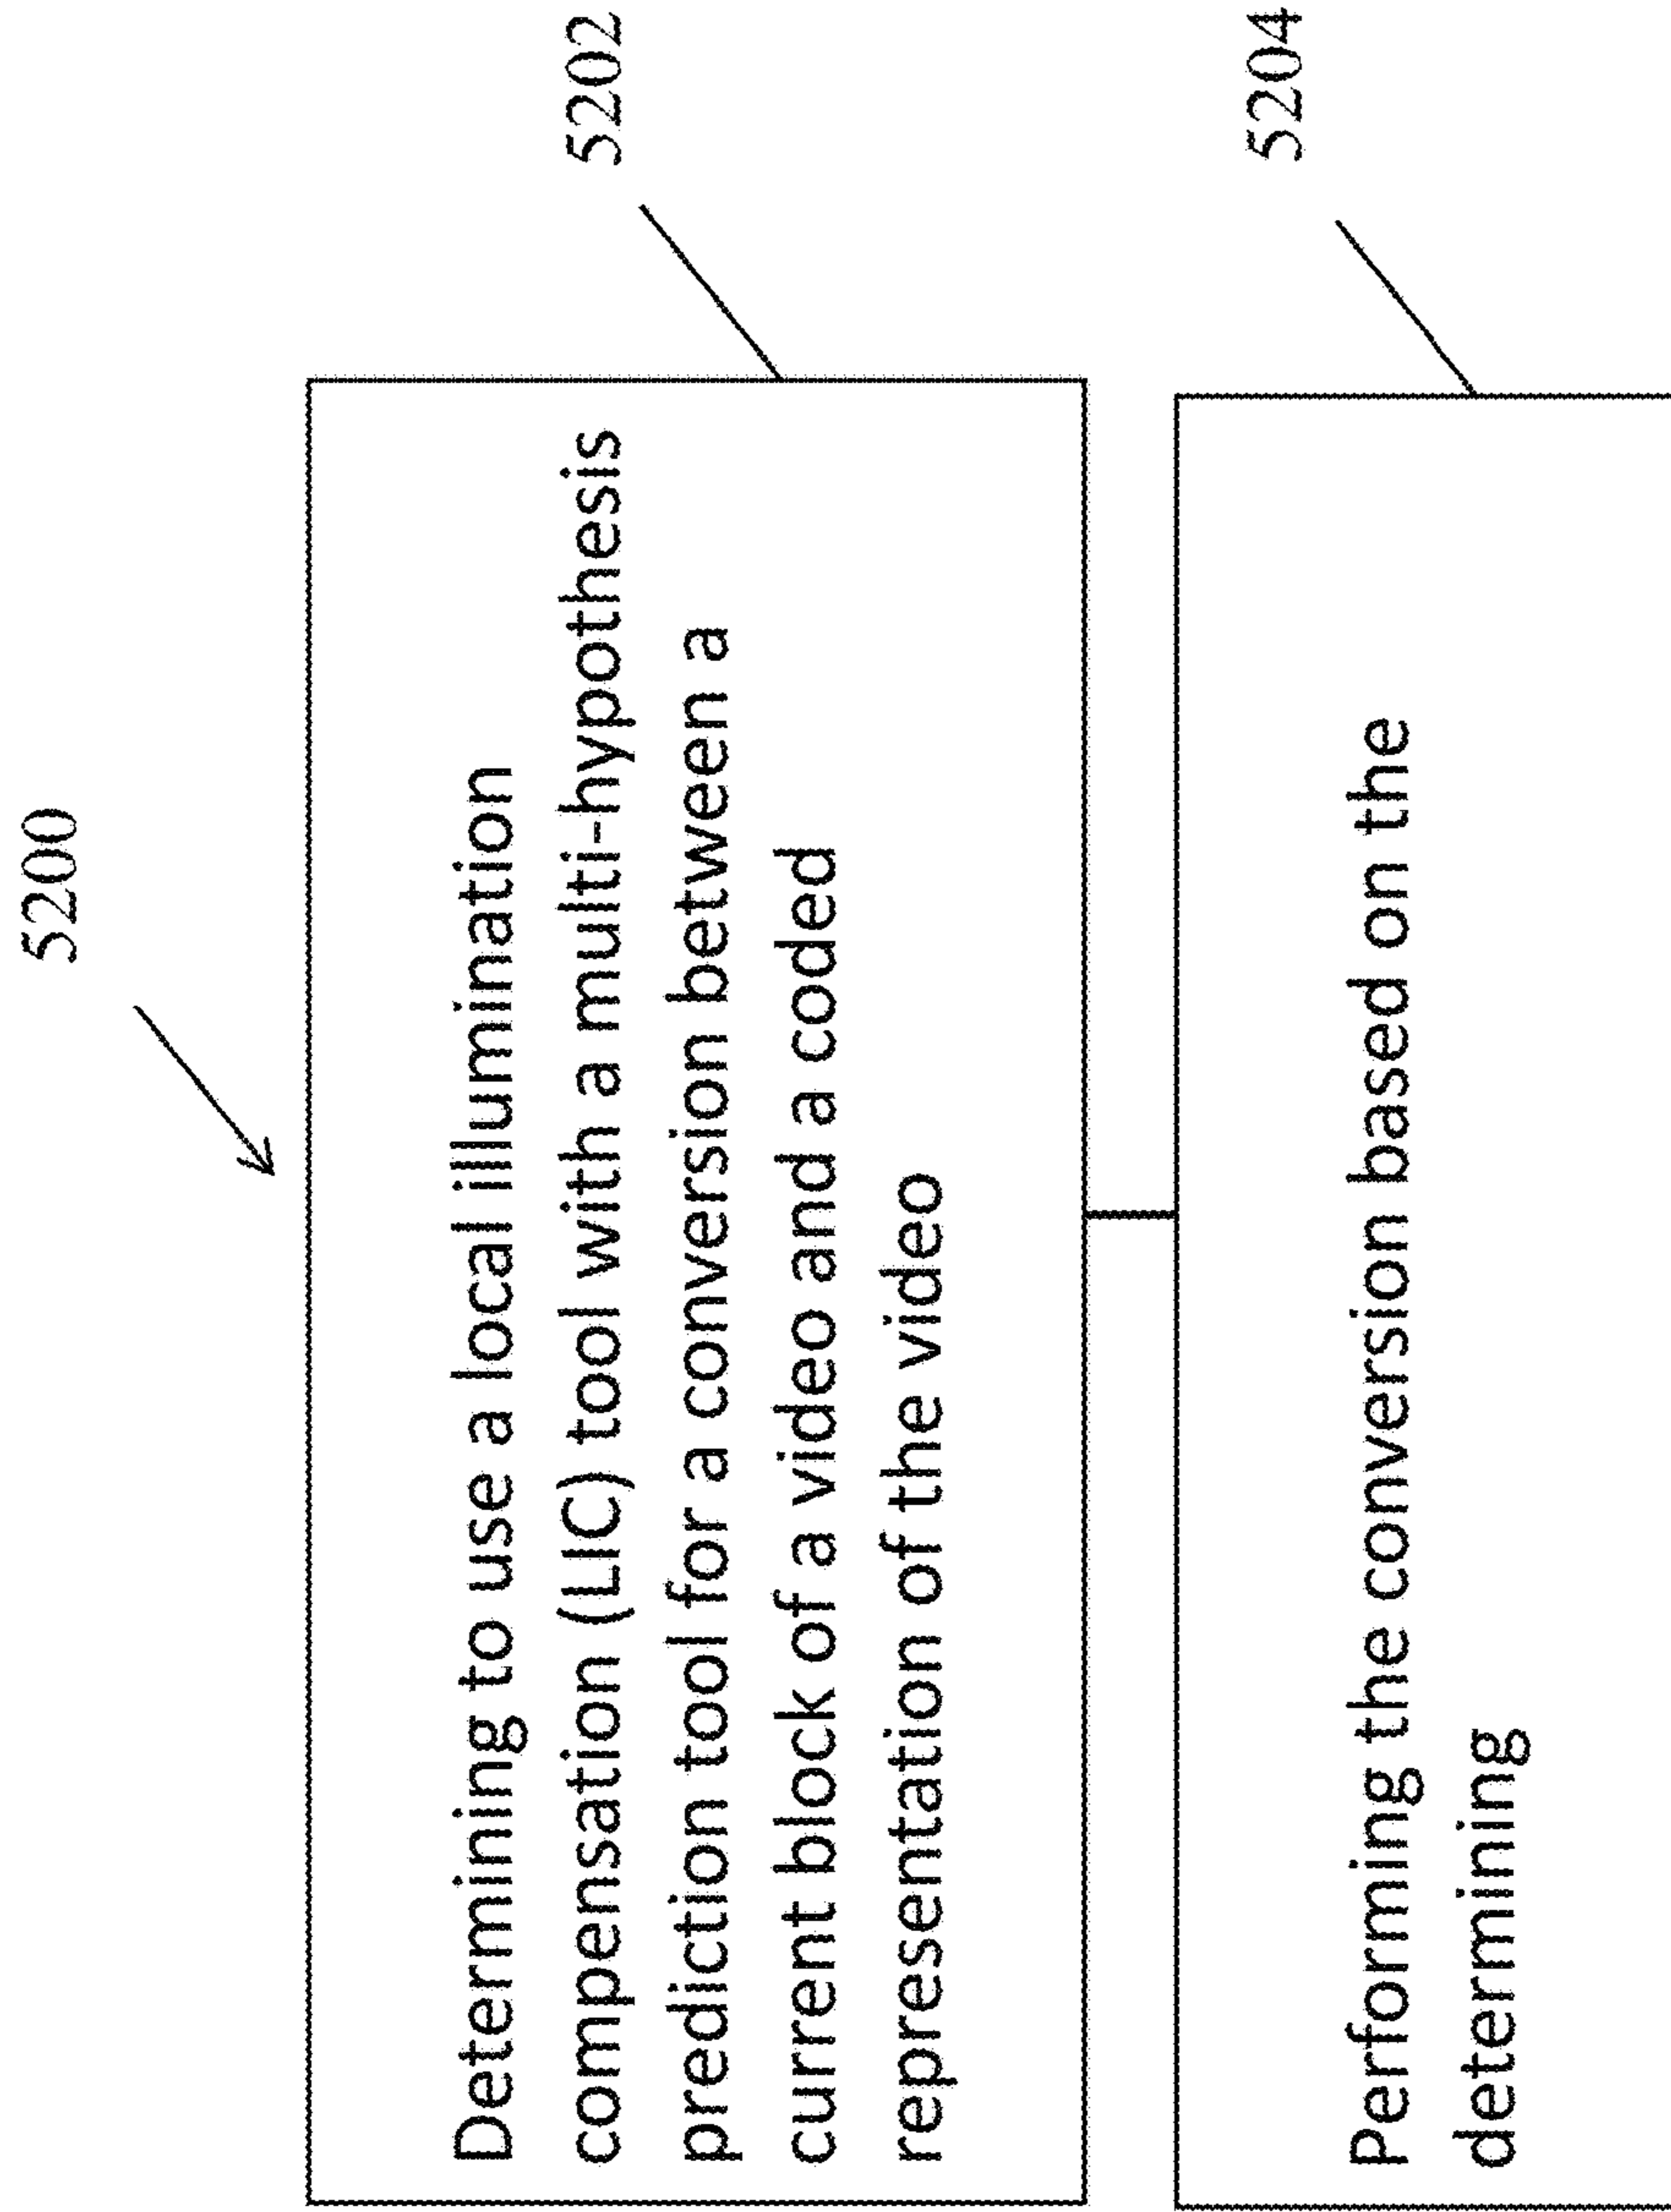 5200
Determining to use a local illumination
compensation (LIC) tool with a multi-hypothesis
prediction tool for a conversion between a
current block of a video and a coded
representation of the video
5202
Performing the conversion based on the
determining
5204